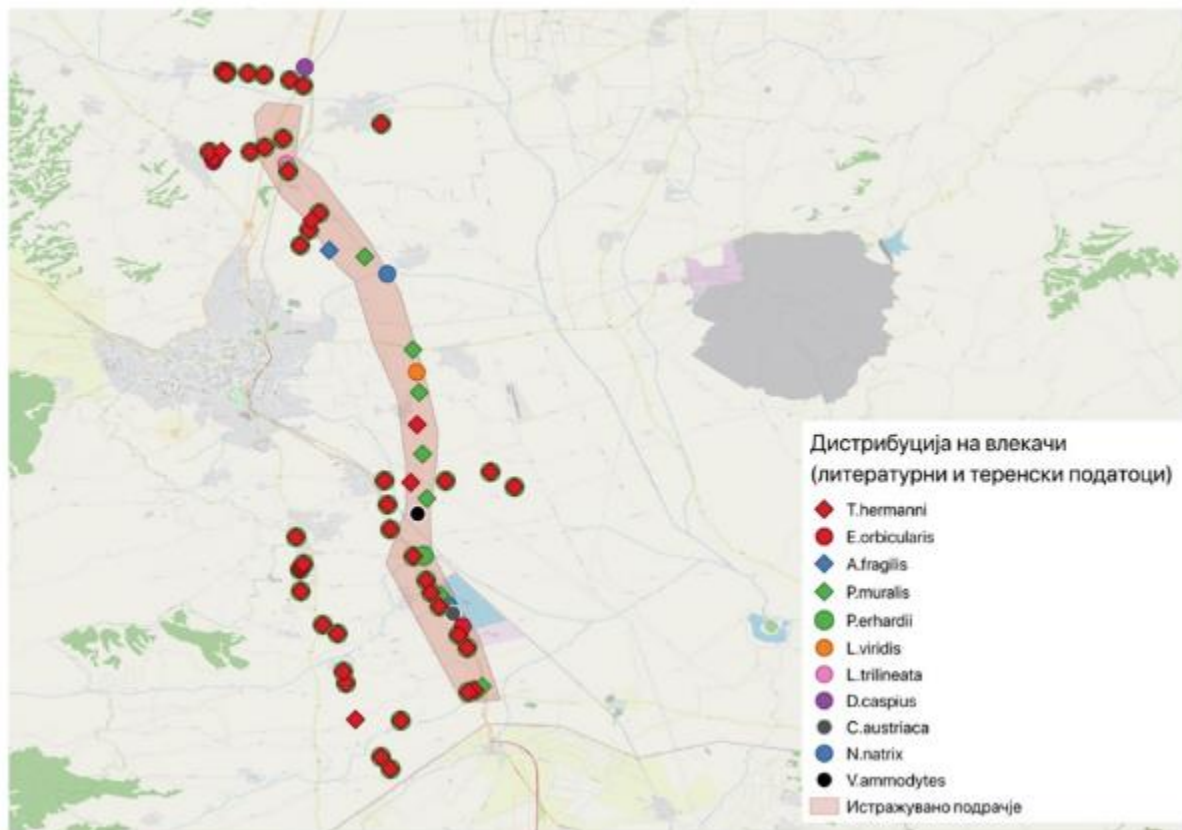 Дистрибуција на влекачи
(литературни и теренски податоци)
T.hermanni
E.orbicularis
A.fragilis
P.muralis
P.erhardii
L.viridis
L.trilineata
D.caspius
C.austriaca
N.natrix
V.ammodytes
Истражувано подрачје